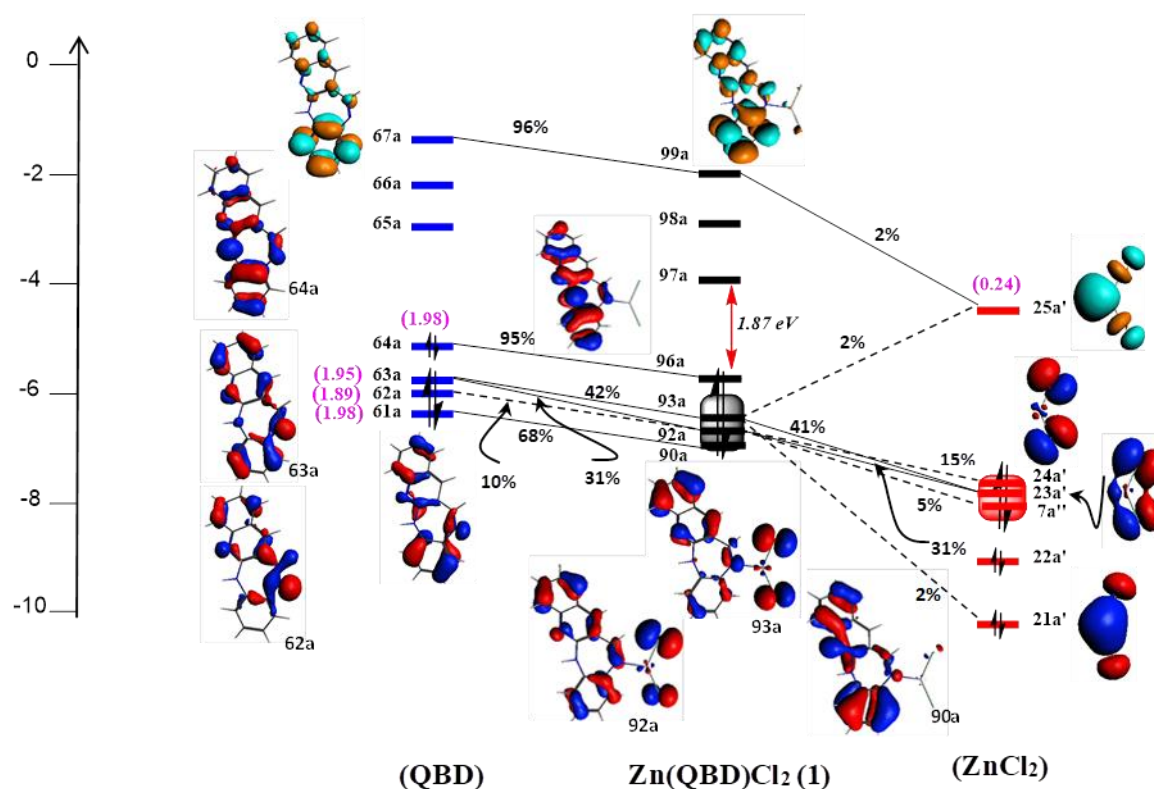 0
-2
-4
-6
-8
-10
67a
66a
65a
(1.98)
64a
(1.95)
63a
(1.89)
62a
(1.98)
61a
64a
63a
62a
96%
95%
42%
68%
10%
31%
99a
98a
97a
1.87 eV
96a
93a
92a
90a
2%
2%
41%
15%
5%
31%
2%
(0.24)
25a'
24a'
23a'
7a''
22a'
21a'
92a
93a
90a
(QBD)
Zn(QBD)Cl₂ (1)
(ZnCl₂)